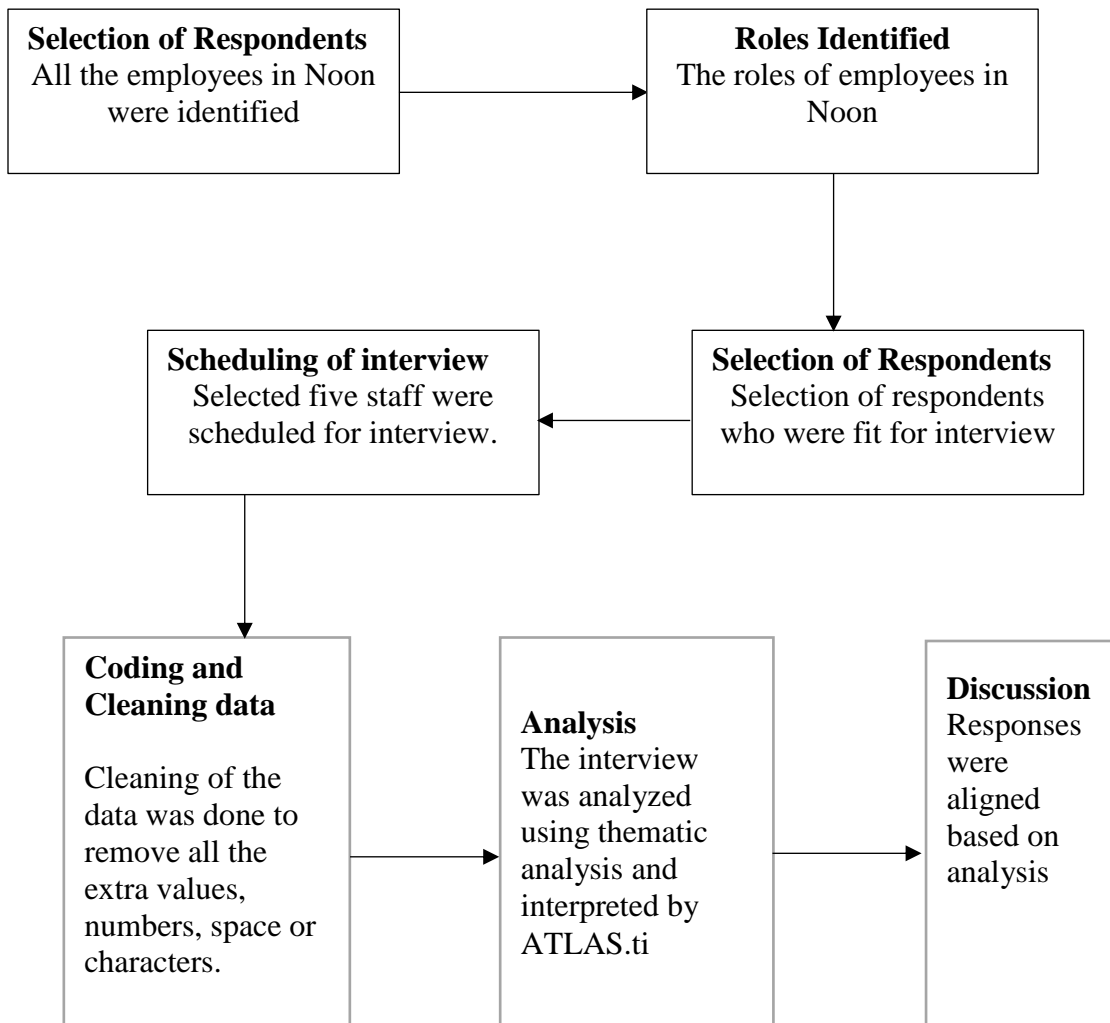 Selection of Respondents
All the employees in Noon
were identified
Roles Identified
The roles of employees in
Noon
Selection of Respondents
Selection of respondents
who were fit for interview
Scheduling of interview
Selected five staff were
scheduled for interview.
Coding and
Cleaning data
Cleaning of the
data was done to
remove all the
extra values,
numbers, space or
characters.
Analysis
The interview
was analyzed
using thematic
analysis and
interpreted by
ATLAS.ti
Discussion
Responses
were
aligned
based on
analysis